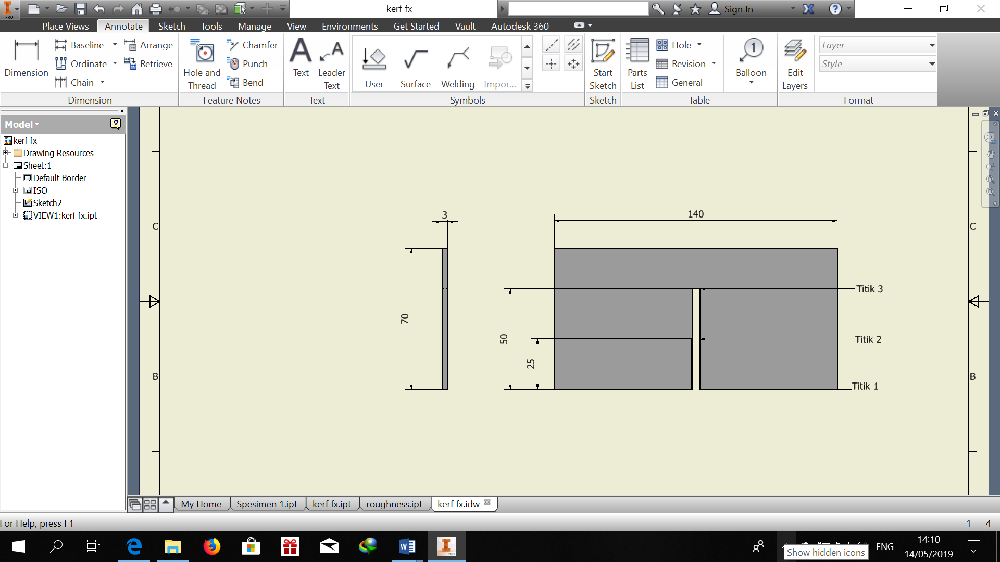 PRO
kerf fx
Sign In
Place Views
Annotate
Sketch
Tools
Manage
View
Environments
Get Started
Vault
Autodesk 360
Dimension
Baseline
Ordinate
Chain
Arrange
Retrieve
Dimension
Hole and
Thread
Chamfer
Punch
Bend
Feature Notes
Text
Leader
Text
Text
User
Surface
Welding
Impor...
Symbols
Start
Sketch
Sketch
Parts
List
Hole
Revision
General
Table
Balloon
Edit
Layers
Layer
Style
Format
Model
kerf fx
Drawing Resources
Sheet:1
Default Border
ISO
Sketch2
VIEW1:kerf fx.ipt
C
B
3
70
140
50
25
Titik 3
Titik 2
Titik 1
C
B
My Home
Spesimen 1.ipt
kerf fx.ipt
roughness.ipt
kerf fx.idw
For Help, press F1
1
4
PRO
Show hidden icons
ENG
14:10
14/05/2019